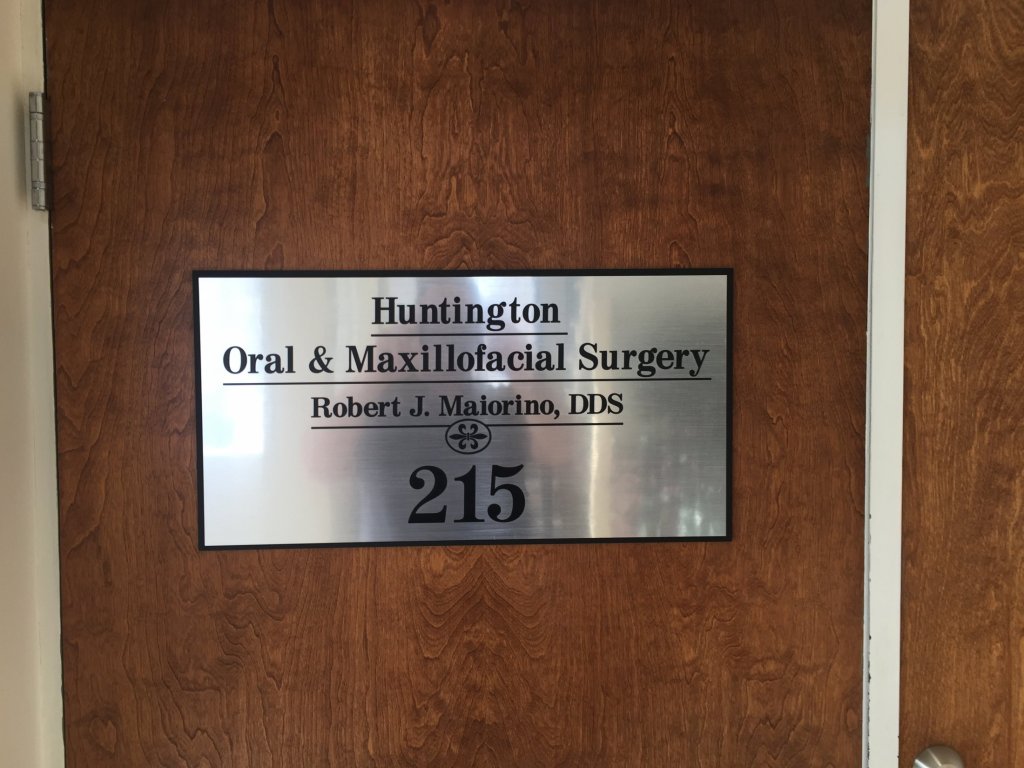 Huntington
Oral & Maxillofacial Surgery
Robert J. Maiorino, DDS
215